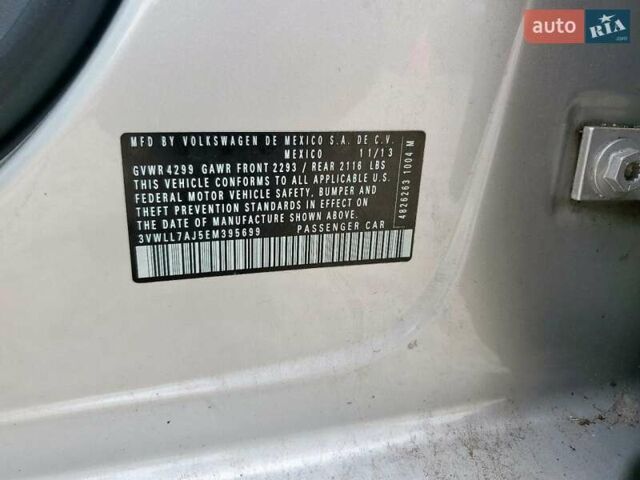 auto RIA.com
MFD BY VOLKSWAGEN DE MEXICO S.A. DE C.V.
MEXICO 11/13
GVWR 4299 GAWR FRONT 2293 / REAR 2116 LBS
THIS VEHICLE CONFORMS TO ALL APPLICABLE U.S.
FEDERAL MOTOR VEHICLE SAFETY, BUMPER AND
THEFT PREVENTION STANDARDS IN EFFECT ON
THE DATE OF MANUFACTURE SHOWN ABOVE.
3VWLL7AJ5EM395699 PASSENGER CAR
4826263 1004 M